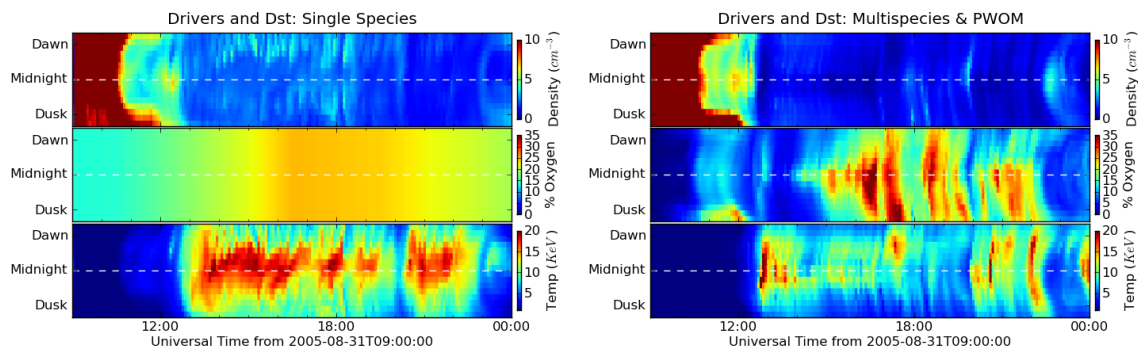 Drivers and Dst: Single Species
Dawn
Midnight
Dusk
10
5
0
Density (cm⁻³)
Dawn
Midnight
Dusk
35
30
25
20
15
10
5
0
% Oxygen
Dawn
Midnight
Dusk
20
15
10
5
Temp (KeV)
12:00
18:00
00:00
Universal Time from 2005-08-31T09:00:00
Drivers and Dst: Multispecies & PWOM
Dawn
Midnight
Dusk
10
5
0
Density (cm⁻³)
Dawn
Midnight
Dusk
35
30
25
20
15
10
5
0
% Oxygen
Dawn
Midnight
Dusk
20
15
10
5
Temp (KeV)
12:00
18:00
00:00
Universal Time from 2005-08-31T09:00:00